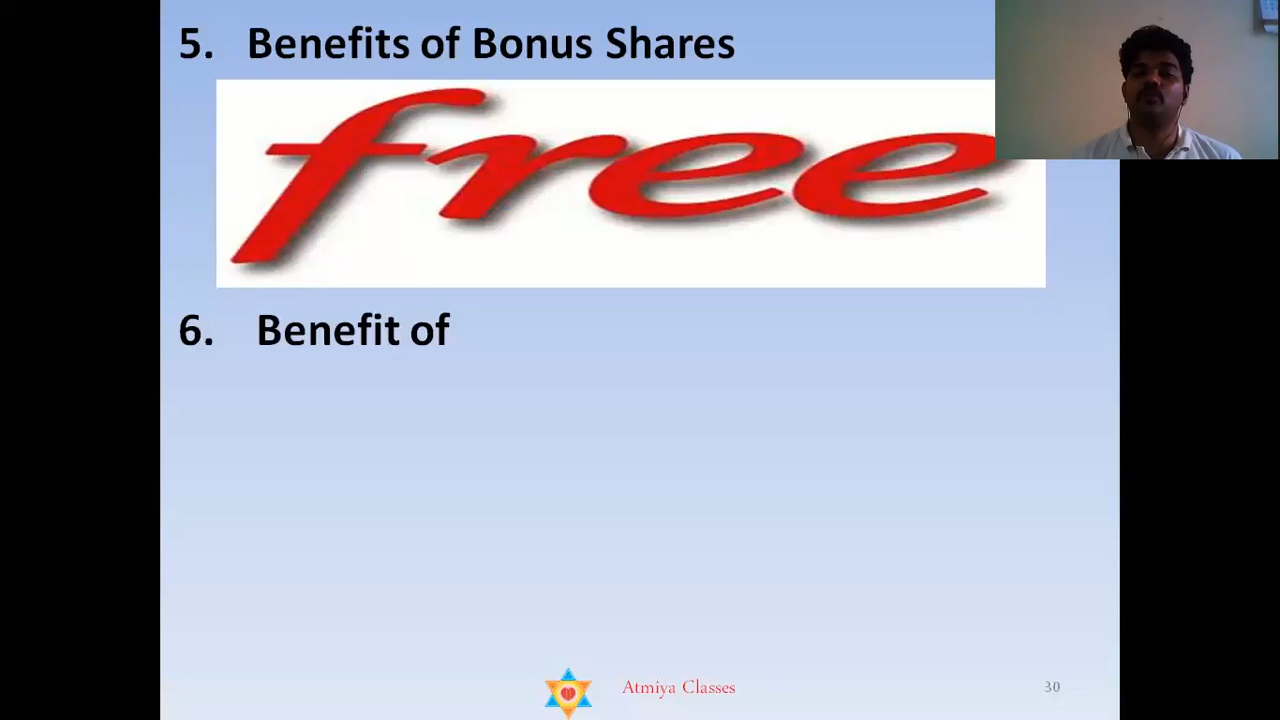 5. Benefits of Bonus Shares
free
6. Benefit of
Atmiya Classes
30